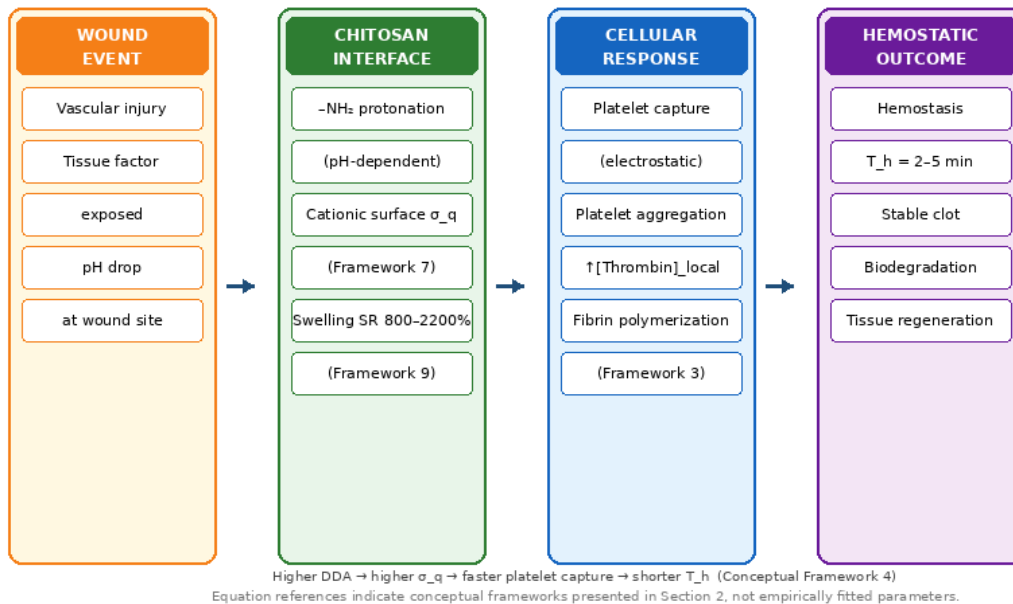 WOUND
EVENT
Vascular injury
Tissue factor
exposed
pH drop
at wound site
CHITOSAN
INTERFACE
–NH₂ protonation
(pH-dependent)
Cationic surface σ_q
(Framework 7)
Swelling SR 800–2200%
(Framework 9)
CELLULAR
RESPONSE
Platelet capture
(electrostatic)
Platelet aggregation
↑[Thrombin]_local
Fibrin polymerization
(Framework 3)
HEMOSTATIC
OUTCOME
Hemostasis
T_h = 2–5 min
Stable clot
Biodegradation
Tissue regeneration
Higher DDA → higher σ_q → faster platelet capture → shorter T_h (Conceptual Framework 4)
Equation references indicate conceptual frameworks presented in Section 2, not empirically fitted parameters.